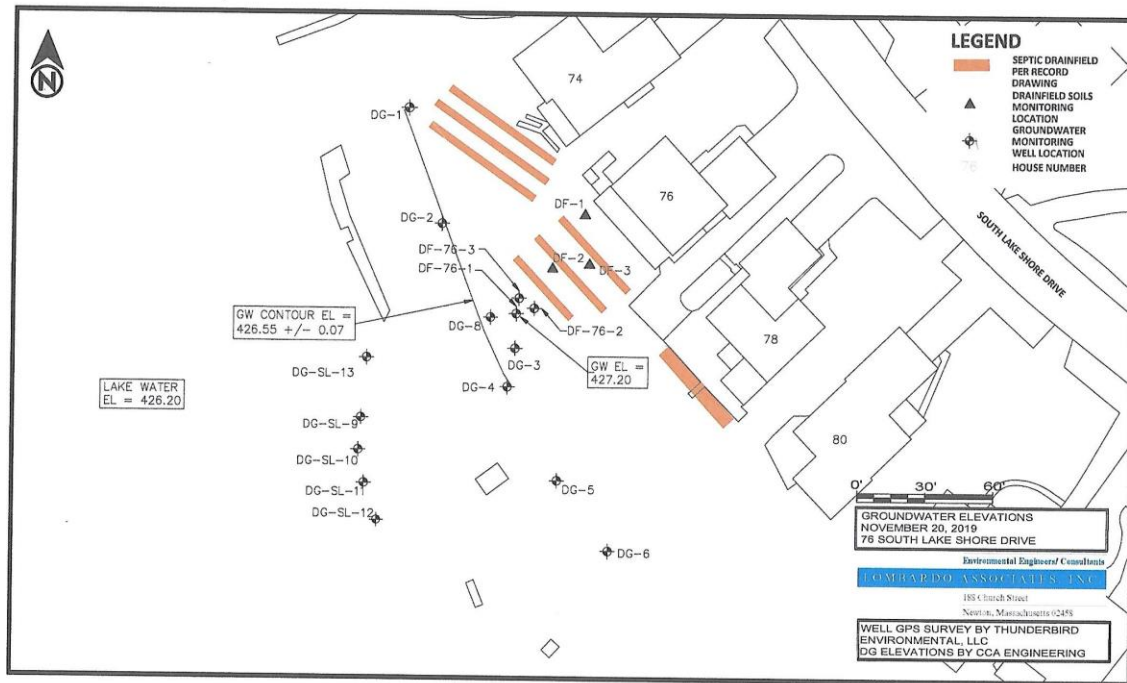 N
LEGEND
SEPTIC DRAINFIELD
PER RECORD
DRAWING
DRAINFIELD SOILS
MONITORING
LOCATION
GROUNDWATER
MONITORING
WELL LOCATION
76 HOUSE NUMBER
74
DG-1
76
DF-1
DG-2
DF-76-3
DF-2
DF-3
DF-76-1
SOUTH LAKE SHORE DRIVE
GW CONTOUR EL =
426.55 +/- 0.07
DG-8
DF-76-2
78
DG-3
GW EL =
427.20
DG-SL-13
DG-4
LAKE WATER
EL = 426.20
DG-SL-9
80
DG-SL-10
DG-SL-11
DG-5
DG-SL-12
DG-6
0' 30' 60'
GROUNDWATER ELEVATIONS
NOVEMBER 20, 2019
76 SOUTH LAKE SHORE DRIVE
Environmental Engineers/ Consultants
LOMBARDO ASSOCIATES, INC.
188 Church Street
Newton, Massachusetts 02458
WELL GPS SURVEY BY THUNDERBIRD
ENVIRONMENTAL, LLC
DG ELEVATIONS BY CCA ENGINEERING